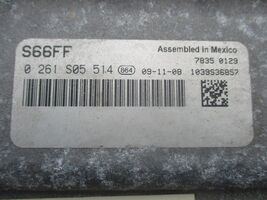 S66FF
Assembled in Mexico
7835 0129
0 261 S05 514 864 09-11-08 1039S36857